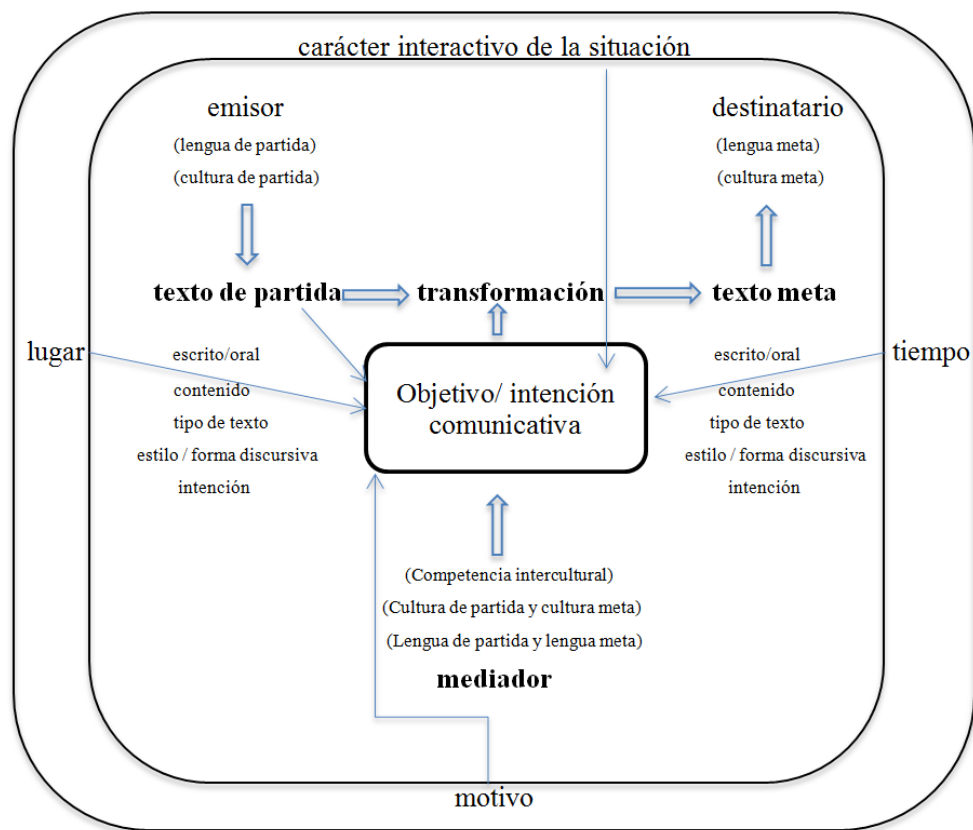 carácter interactivo de la situación
emisor
(lengua de partida)
(cultura de partida)
destinatario
(lengua meta)
(cultura meta)
texto de partida
transformación
texto meta
lugar
escrito/oral
contenido
tipo de texto
estilo / forma discursiva
intención
Objetivo/ intención
comunicativa
tiempo
escrito/oral
contenido
tipo de texto
estilo / forma discursiva
intención
(Competencia intercultural)
(Cultura de partida y cultura meta)
(Lengua de partida y lengua meta)
mediador
motivo